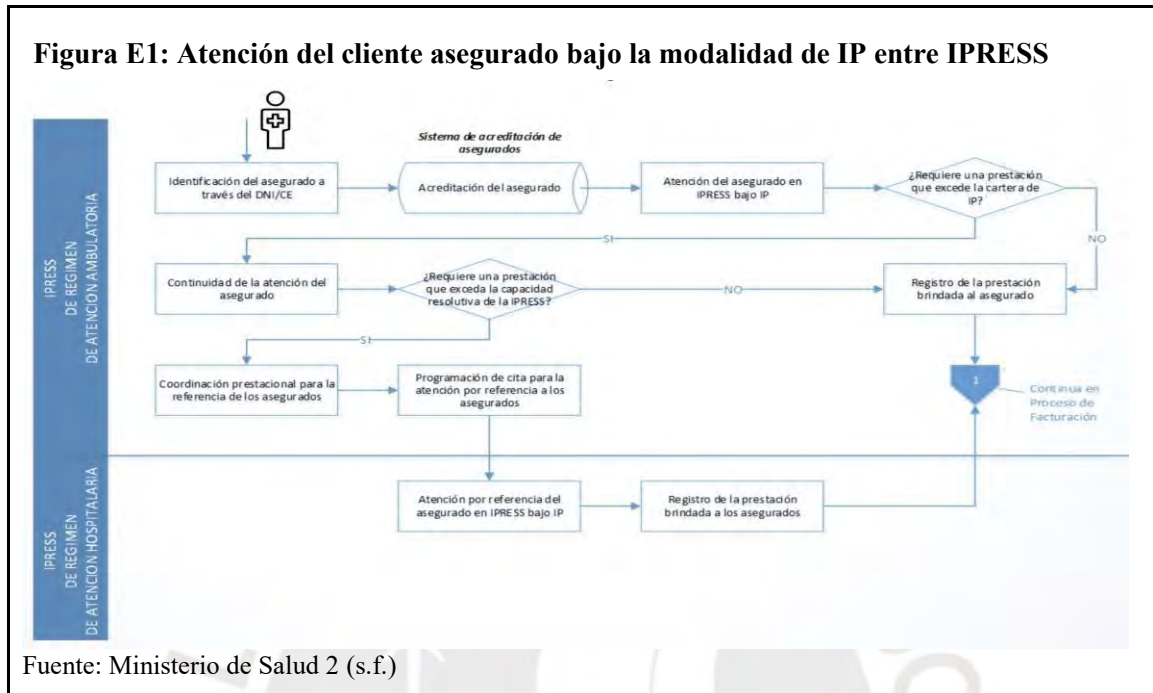 Figura E1: Atención del cliente asegurado bajo la modalidad de IP entre IPRESS
Sistema de acreditación de
asegurados
Identificación del asegurado a
través del DNI/CE
Acreditación del asegurado
Atención del asegurado en
IPRESS bajo IP
¿Requiere una prestación
que excede la cartera de
IP?
SI
NO
IPRESS
DE REGIMEN
DE ATENCION AMBULATORIA
Continuidad de la atención del
asegurado
¿Requiere una prestación
que exceda la capacidad
resolutiva de la IPRESS?
NO
Registro de la prestación
brindada al asegurado
SI
Coordinación prestacional para la
referencia de los asegurados
Programación de cita para la
atención por referencia a los
asegurados
1
Continua en
Proceso de
Facturación
IPRESS
DE REGIMEN
DE ATENCION HOSPITALARIA
Atención por referencia del
asegurado en IPRESS bajo IP
Registro de la prestación
brindada a los asegurados
Fuente: Ministerio de Salud 2 (s.f.)